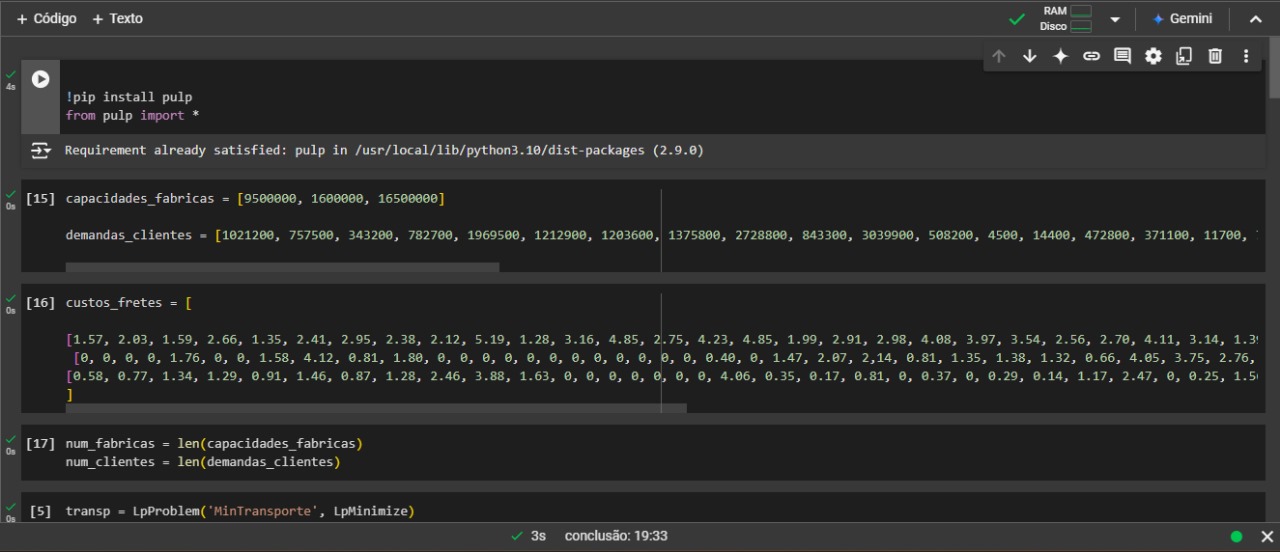 + Código + Texto
RAM
Disco
Gemini
4s
!pip install pulp
from pulp import *
Requirement already satisfied: pulp in /usr/local/lib/python3.10/dist-packages (2.9.0)
0s
[15] capacidades_fabricas = [9500000, 1600000, 16500000]
demandas_clientes = [1021200, 757500, 343200, 782700, 1969500, 1212900, 1203600, 1375800, 2728800, 843300, 3039900, 508200, 4500, 14400, 472800, 371100, 11700,
0s
[16] custos_fretes = [
[1.57, 2.03, 1.59, 2.66, 1.35, 2.41, 2.95, 2.38, 2.12, 5.19, 1.28, 3.16, 4.85, 2.75, 4.23, 4.85, 1.99, 2.91, 2.98, 4.08, 3.97, 3.54, 2.56, 2.70, 4.11, 3.14,
[0, 0, 0, 0, 1.76, 0, 0, 1.58, 4.12, 0.81, 1.80, 0, 0, 0, 0, 0, 0, 0, 0, 0, 0, 0, 0, 0.40, 0, 1.47, 2.07, 2,14, 0.81, 1.35, 1.38, 1.32, 0.66, 4.05, 3.75, 2.76,
[0.58, 0.77, 1.34, 1.29, 0.91, 1.46, 0.87, 1.28, 2.46, 3.88, 1.63, 0, 0, 0, 0, 0, 0, 0, 4.06, 0.35, 0.17, 0.81, 0, 0.37, 0, 0.29, 0.14, 1.17, 2.47, 0, 0.25,
]
0s
[17] num_fabricas = len(capacidades_fabricas)
num_clientes = len(demandas_clientes)
0s
[5] transp = LpProblem('MinTransporte', LpMinimize)
3s conclusão: 19:33